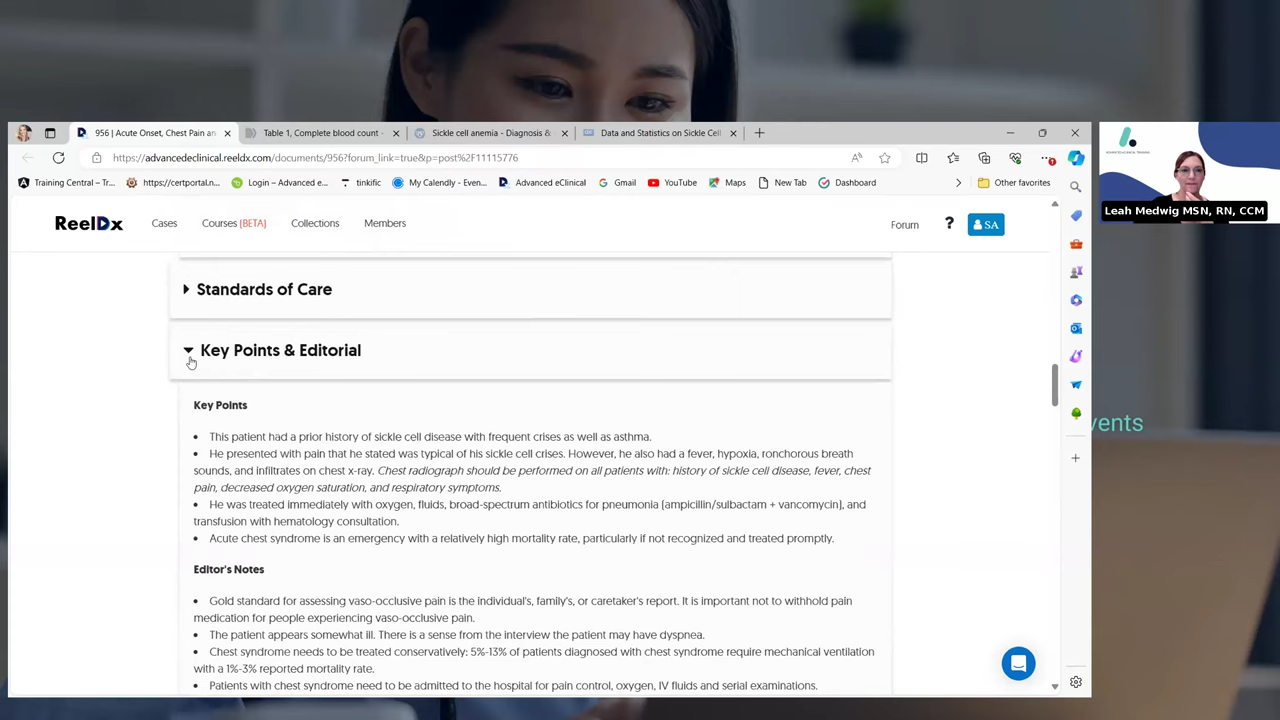 956 | Acute Onset, Chest Pain an
Table 1, Complete blood count -
Sickle cell anemia - Diagnosis &
Data and Statistics on Sickle Cell
https://advancedeclinical.reeldx.com/documents/956?forum_link=true&p=post%2F11115776
Training Central – Tr...
https://certportal.n...
Login – Advanced e...
tinkific
My Calendly - Even...
Advanced eClinical
Gmail
YouTube
Maps
New Tab
Dashboard
Other favorites
Leah Medwig MSN, RN, CCM
ReelDx
Cases
Courses [BETA]
Collections
Members
Forum
?
SA
Standards of Care
Key Points & Editorial
Key Points
• This patient had a prior history of sickle cell disease with frequent crises as well as asthma.
• He presented with pain that he stated was typical of his sickle cell crises. However, he also had a fever, hypoxia, ronchorous breath
sounds, and infiltrates on chest x-ray. Chest radiograph should be performed on all patients with: history of sickle cell disease, fever, chest
pain, decreased oxygen saturation, and respiratory symptoms.
• He was treated immediately with oxygen, fluids, broad-spectrum antibiotics for pneumonia (ampicillin/sulbactam + vancomycin), and
transfusion with hematology consultation.
• Acute chest syndrome is an emergency with a relatively high mortality rate, particularly if not recognized and treated promptly.
Editor's Notes
• Gold standard for assessing vaso-occlusive pain is the individual's, family's, or caretaker's report. It is important not to withhold pain
medication for people experiencing vaso-occlusive pain.
• The patient appears somewhat ill. There is a sense from the interview the patient may have dyspnea.
• Chest syndrome needs to be treated conservatively: 5%-13% of patients diagnosed with chest syndrome require mechanical ventilation
with a 1%-3% reported mortality rate.
• Patients with chest syndrome need to be admitted to the hospital for pain control, oxygen, IV fluids and serial examinations.
vents